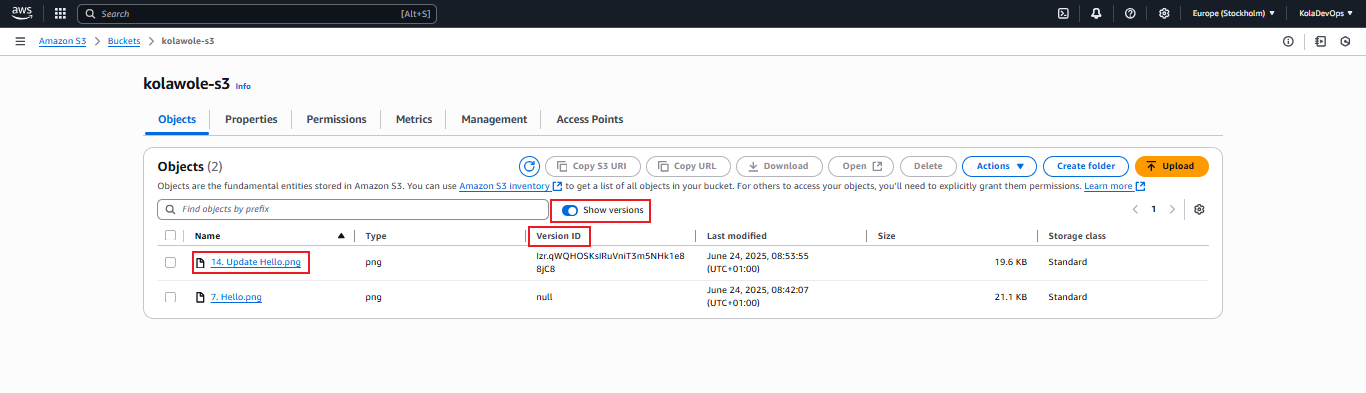 aws
Search [Alt+S] Europe (Stockholm) KolaDevOps
Amazon S3 > Buckets > kolawole-s3
kolawole-s3 Info
Objects Properties Permissions Metrics Management Access Points
Objects (2) Copy S3 URI Copy URL Download Open Delete Actions Create folder Upload
Objects are the fundamental entities stored in Amazon S3. You can use Amazon S3 inventory to get a list of all objects in your bucket. For others to access your objects, you'll need to explicitly grant them permissions. Learn more
Find objects by prefix Show versions 1
Name Type Version ID Last modified Size Storage class
14. Update Hello.png png June 24, 2025, 08:53:55 (UTC+01:00) 19.6 KB Standard
7. Hello.png png null June 24, 2025, 08:42:07 (UTC+01:00) 21.1 KB Standard